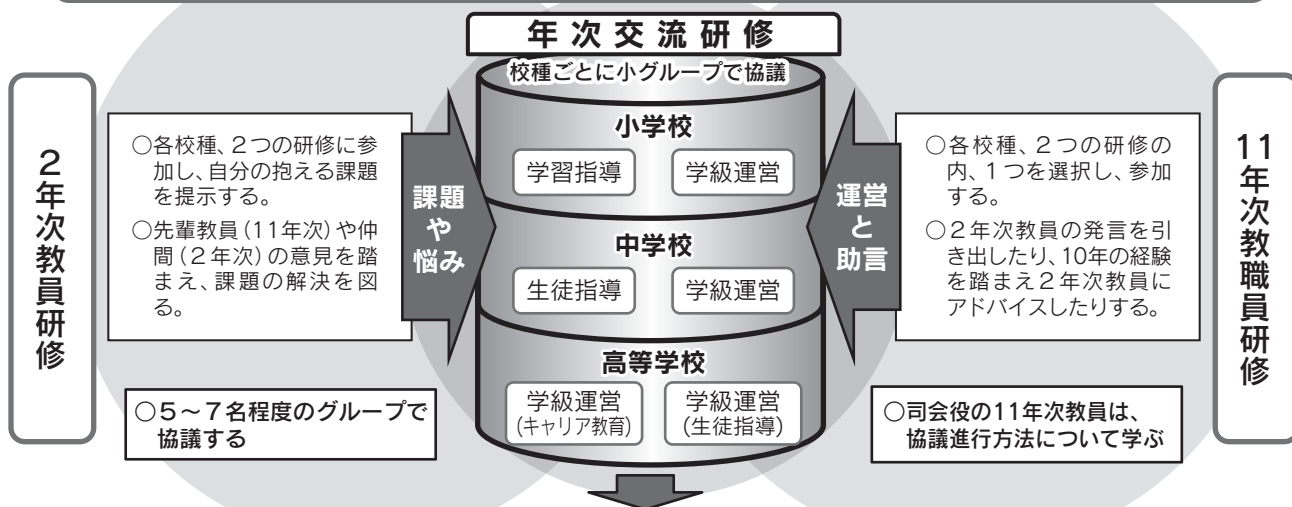 年次交流研修
校種ごとに小グループで協議
2年次教員研修
○各校種、2つの研修に参
加し、自分の抱える課題
を提示する。
○先輩教員(11年次)や仲
間(2年次)の意見を踏
まえ、課題の解決を図
る。
○5～7名程度のグループで
協議する
課題
や
悩み
小学校
学習指導
学級運営
中学校
生徒指導
学級運営
高等学校
学級運営
(キャリア教育)
学級運営
(生徒指導)
運営
と
助言
○各校種、2つの研修の
内、1つを選択し、参加
する。
○2年次教員の発言を引
き出したり、10年の経験
を踏まえ2年次教員に
アドバイスしたりする。
○司会役の11年次教員は、
協議進行方法について学ぶ
11年次教職員研修